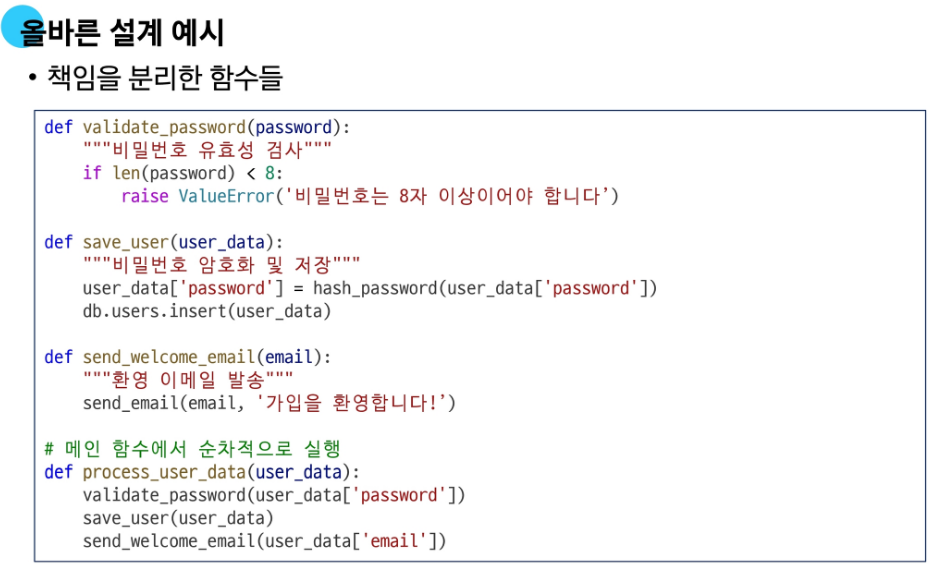 올바른 설계 예시
• 책임을 분리한 함수들
def validate_password(password):
    """비밀번호 유효성 검사"""
    if len(password) < 8:
        raise ValueError('비밀번호는 8자 이상이어야 합니다’)
def save_user(user_data):
    """비밀번호 암호화 및 저장"""
    user_data['password'] = hash_password(user_data['password'])
    db.users.insert(user_data)
def send_welcome_email(email):
    """환영 이메일 발송"""
    send_email(email, '가입을 환영합니다!’)
# 메인 함수에서 순차적으로 실행
def process_user_data(user_data):
    validate_password(user_data['password'])
    save_user(user_data)
    send_welcome_email(user_data['email'])